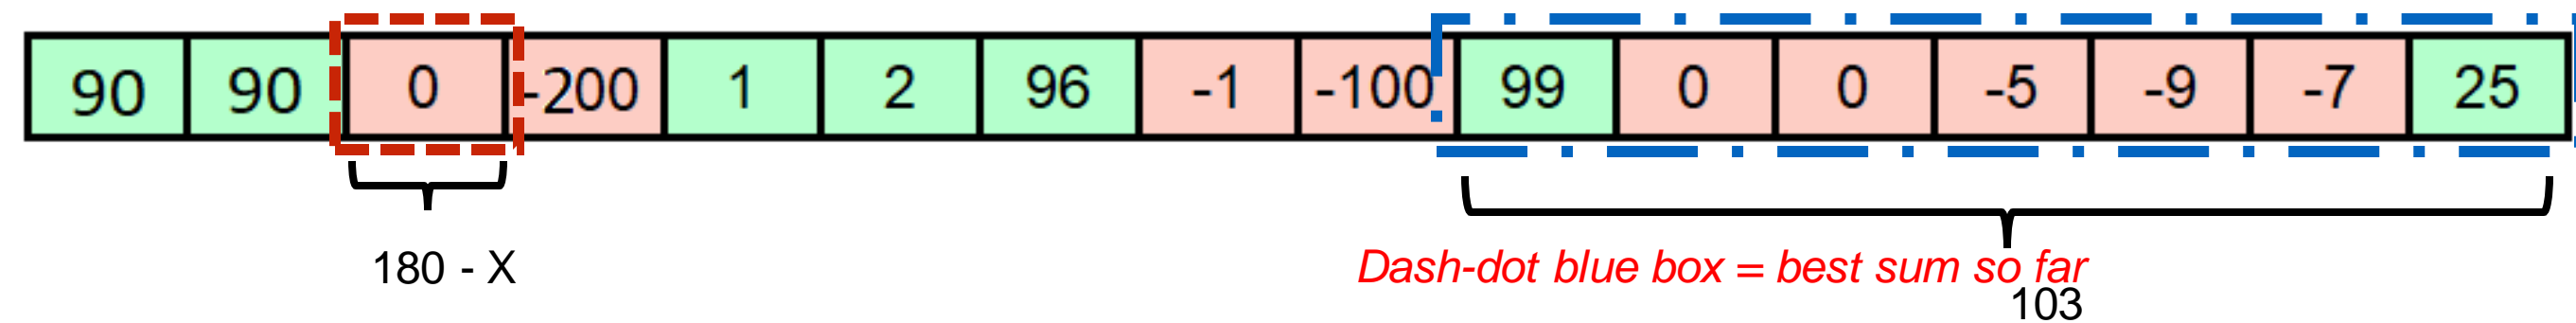 90 90 0 -200 1 2 96 -1 -100 99 0 0 -5 -9 -7 25
180 - X
Dash-dot blue box = best sum so far
103